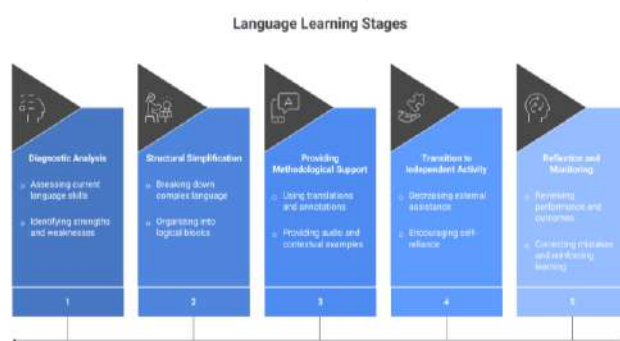 Language Learning Stages
Diagnostic Analysis
Assessing current
language skills
Identifying strengths
and weaknesses
1
Structural Simplification
Breaking down
complex language
Organizing into
logical blocks
2
Providing
Methodological Support
Using translations
and annotations
Providing audio and
contextual examples
3
Transition to
Independent Activity
Decreasing external
assistance
Encouraging self-
reliance
4
Reflection and
Monitoring
Reviewing
performance and
outcomes
Correcting mistakes
and reinforcing
learning
5